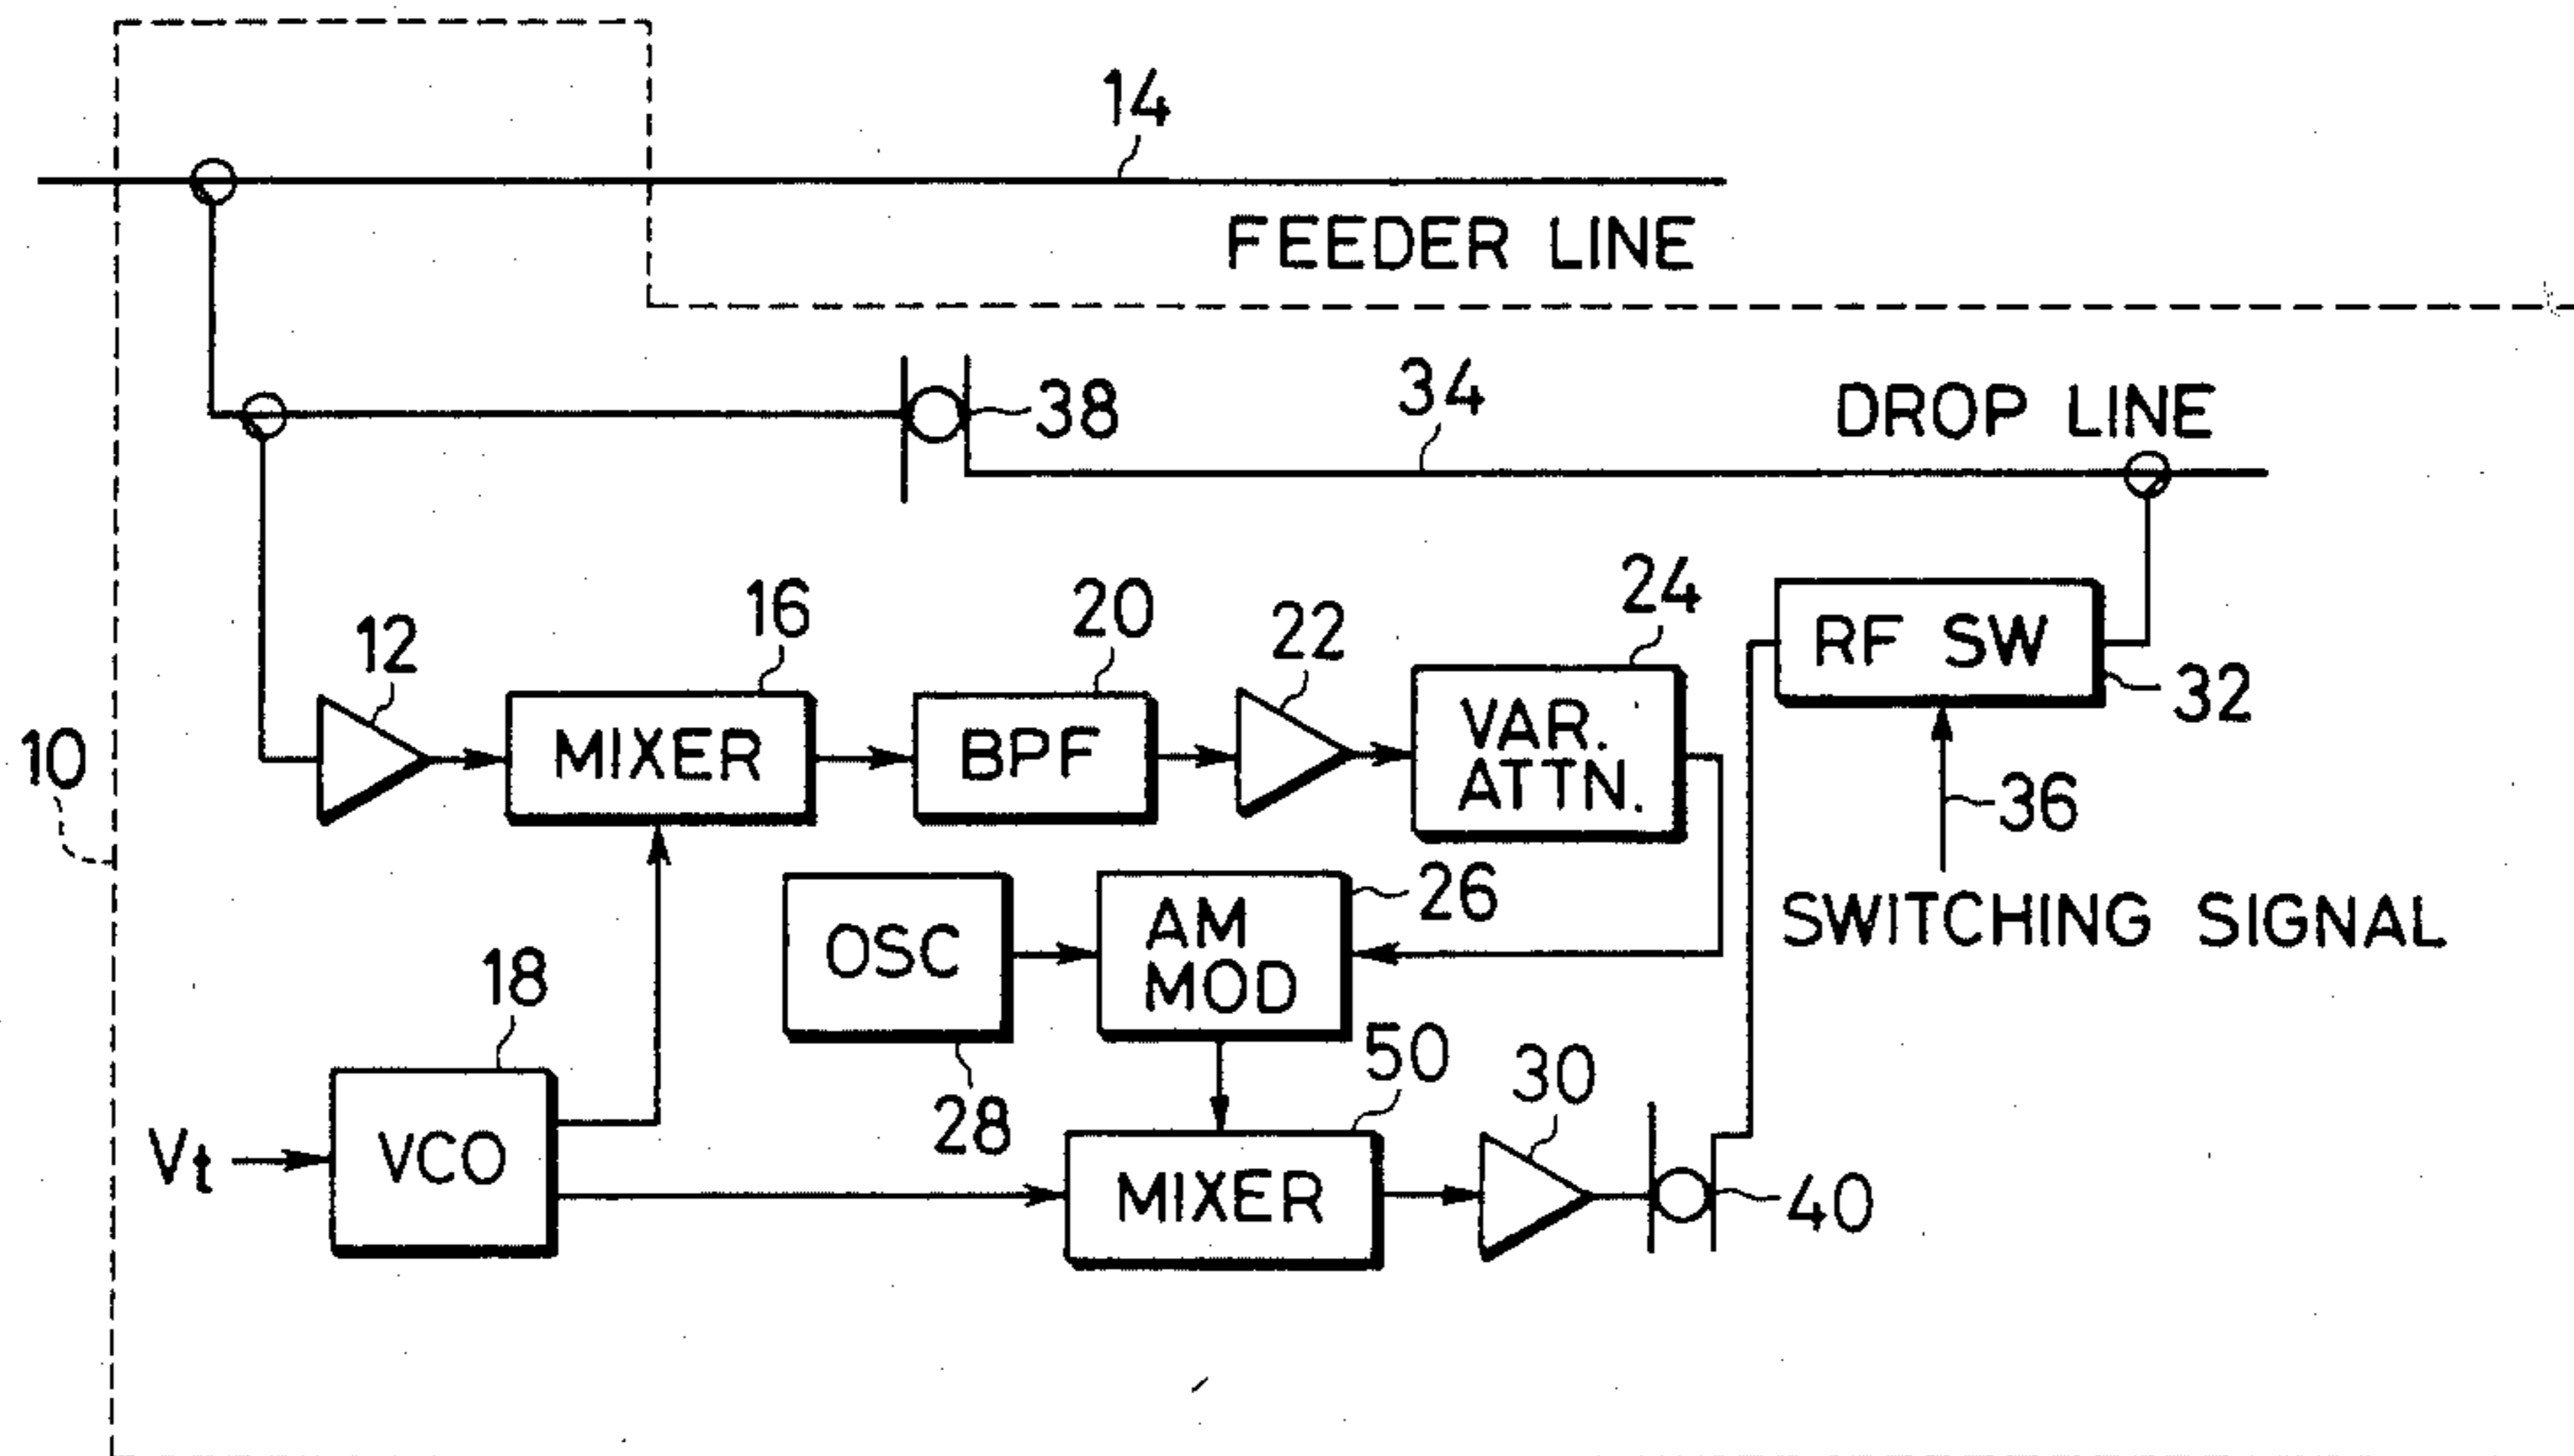 14
FEEDER LINE
38
34
DROP LINE
12
16
20
22
24
RF SW
32
10
MIXER
BPF
VAR.
ATTN.
36
18
OSC
AM
MOD
26
SWITCHING SIGNAL
28
50
30
Vt
VCO
MIXER
40